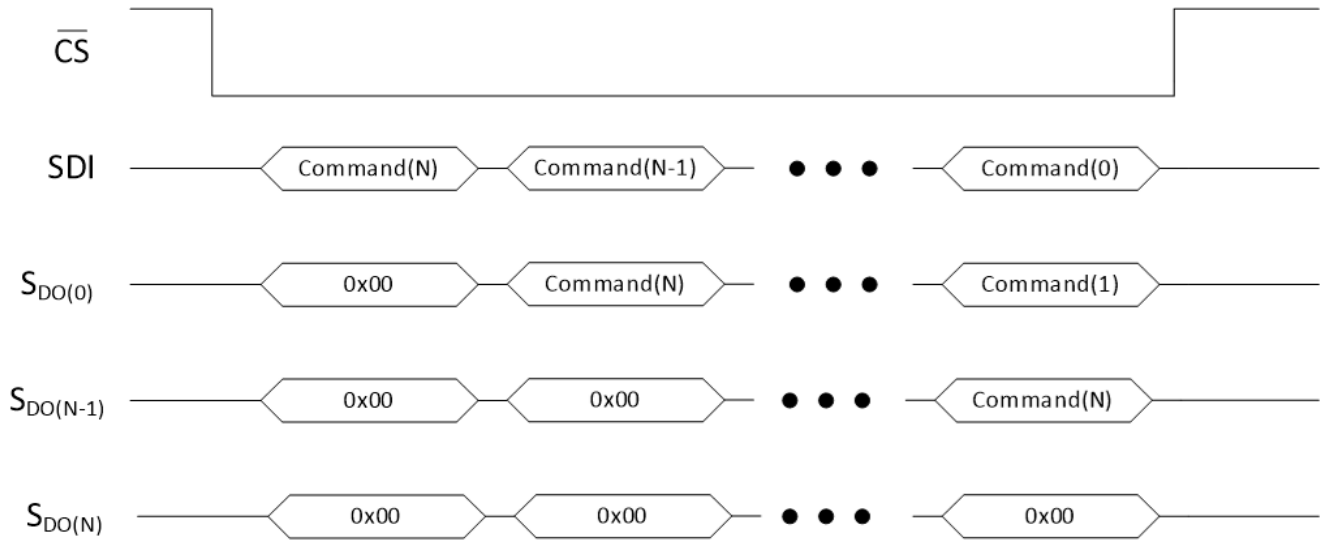 C̅S̅
SDI Command(N) Command(N-1) Command(0)
SDO(0) 0x00 Command(N) Command(1)
SDO(N-1) 0x00 0x00 Command(N)
SDO(N) 0x00 0x00 0x00